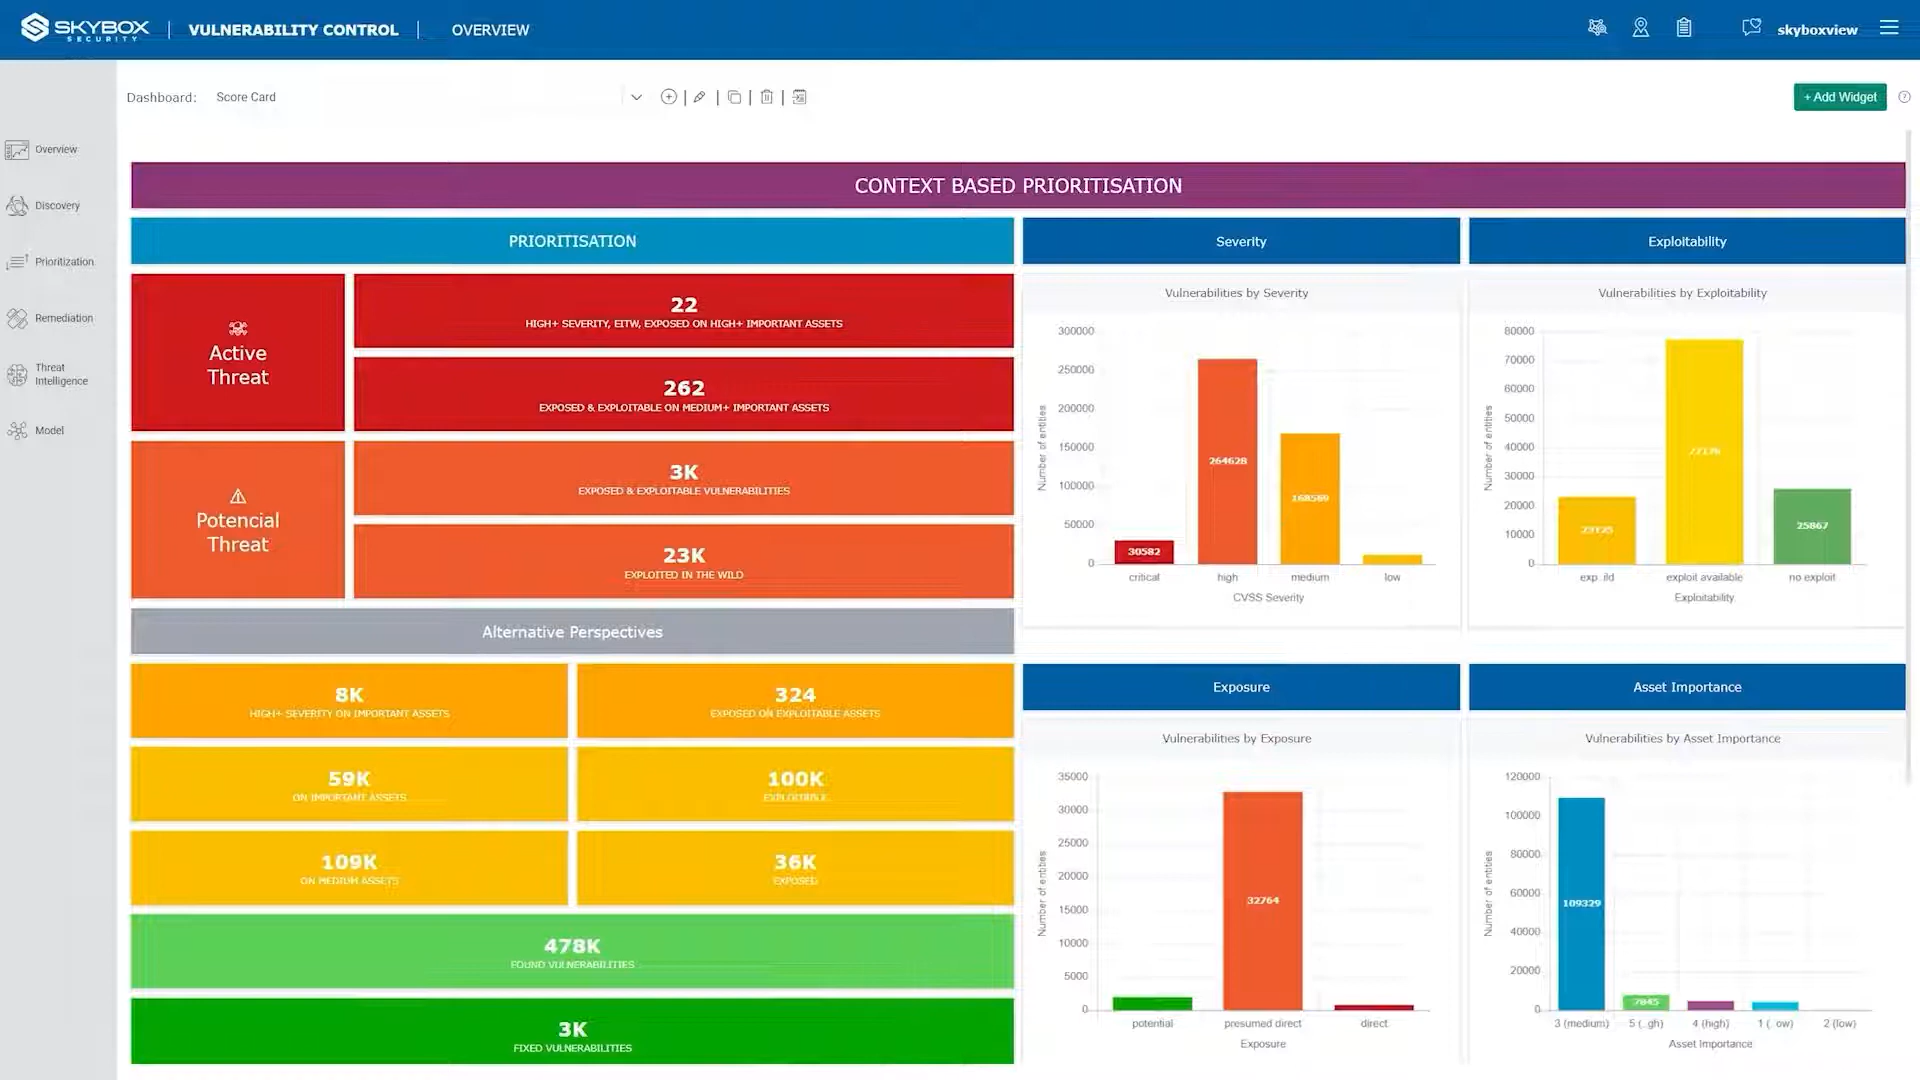 SKYBOX
SECURITY
VULNERABILITY CONTROL
OVERVIEW
skyboxview
Dashboard:
Score Card
+ Add Widget
Overview
Discovery
Prioritization
Remediation
Threat
Intelligence
Model
CONTEXT BASED PRIORITISATION
PRIORITISATION
Active
Threat
22
HIGH+ SEVERITY, EITW, EXPOSED ON HIGH+ IMPORTANT ASSETS
262
EXPOSED & EXPLOITABLE ON MEDIUM+ IMPORTANT ASSETS
Potencial
Threat
3K
EXPOSED & EXPLOITABLE VULNERABILITIES
23K
EXPLOITED IN THE WILD
Alternative Perspectives
8K
HIGH+ SEVERITY ON IMPORTANT ASSETS
324
EXPOSED ON EXPLOITABLE ASSETS
59K
ON IMPORTANT ASSETS
100K
EXPLOITABLE
109K
ON MEDIUM ASSETS
36K
EXPOSED
478K
FOUND VULNERABILITIES
3K
FIXED VULNERABILITIES
Severity
Vulnerabilities by Severity
Number of entities
300000
250000
200000
150000
100000
50000
0
30582
264628
168569
critical
high
medium
low
CVSS Severity
Exploitability
Vulnerabilities by Exploitability
Number of entities
80000
70000
60000
50000
40000
30000
20000
10000
0
25867
exp..ild
exploit available
no exploit
Exploitability
Exposure
Vulnerabilities by Exposure
Number of entities
35000
30000
25000
20000
15000
10000
5000
0
32764
potential
presumed direct
direct
Exposure
Asset Importance
Vulnerabilities by Asset Importance
Number of entities
120000
100000
80000
60000
40000
20000
0
109329
7845
3 (medium)
5 (...gh)
4 (high)
1 (...ow)
2 (low)
Asset Importance